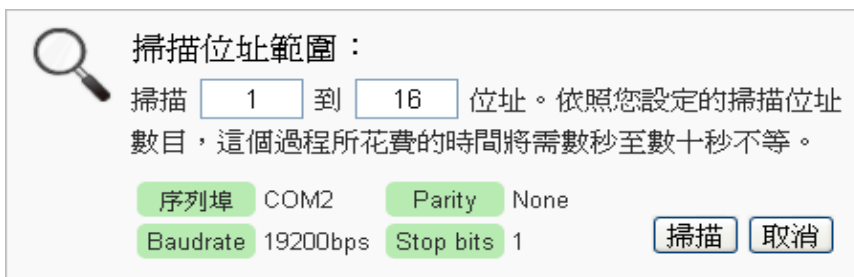 掃描位址範圍：
掃描 1 到 16 位址。依照您設定的掃描位址
數目，這個過程所花費的時間將需數秒至數十秒不等。
序列埠 COM2 Parity None
Baudrate 19200bps Stop bits 1 掃描 取消